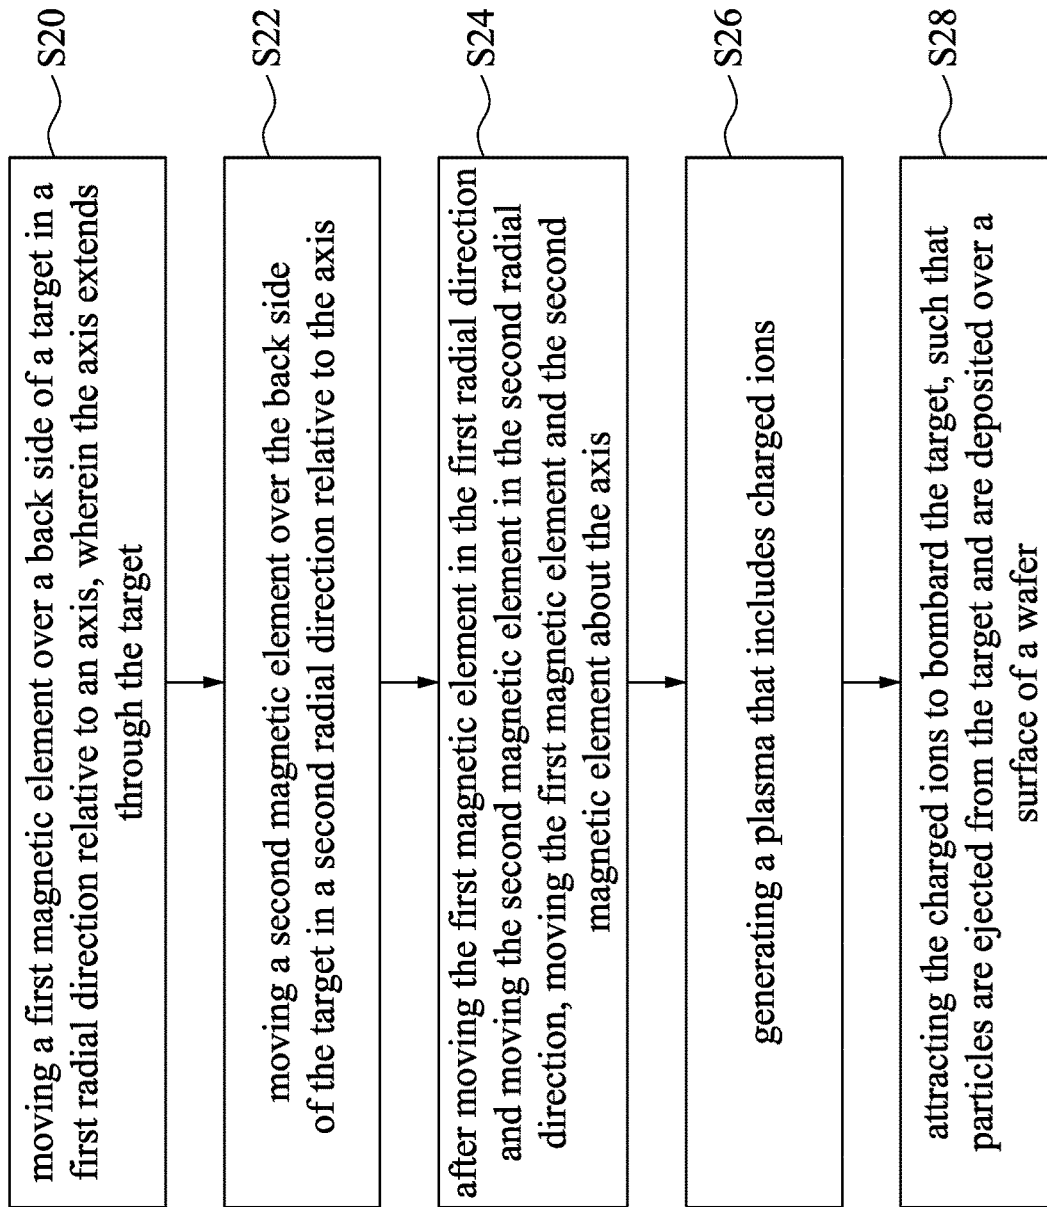 moving a first magnetic element over a back side of a target in a
first radial direction relative to an axis, wherein the axis extends
through the target
S20
moving a second magnetic element over the back side
of the target in a second radial direction relative to the axis
S22
after moving the first magnetic element in the first radial direction
and moving the second magnetic element in the second radial
direction, moving the first magnetic element and the second
magnetic element about the axis
S24
generating a plasma that includes charged ions
S26
attracting the charged ions to bombard the target, such that
particles are ejected from the target and are deposited over a
surface of a wafer
S28